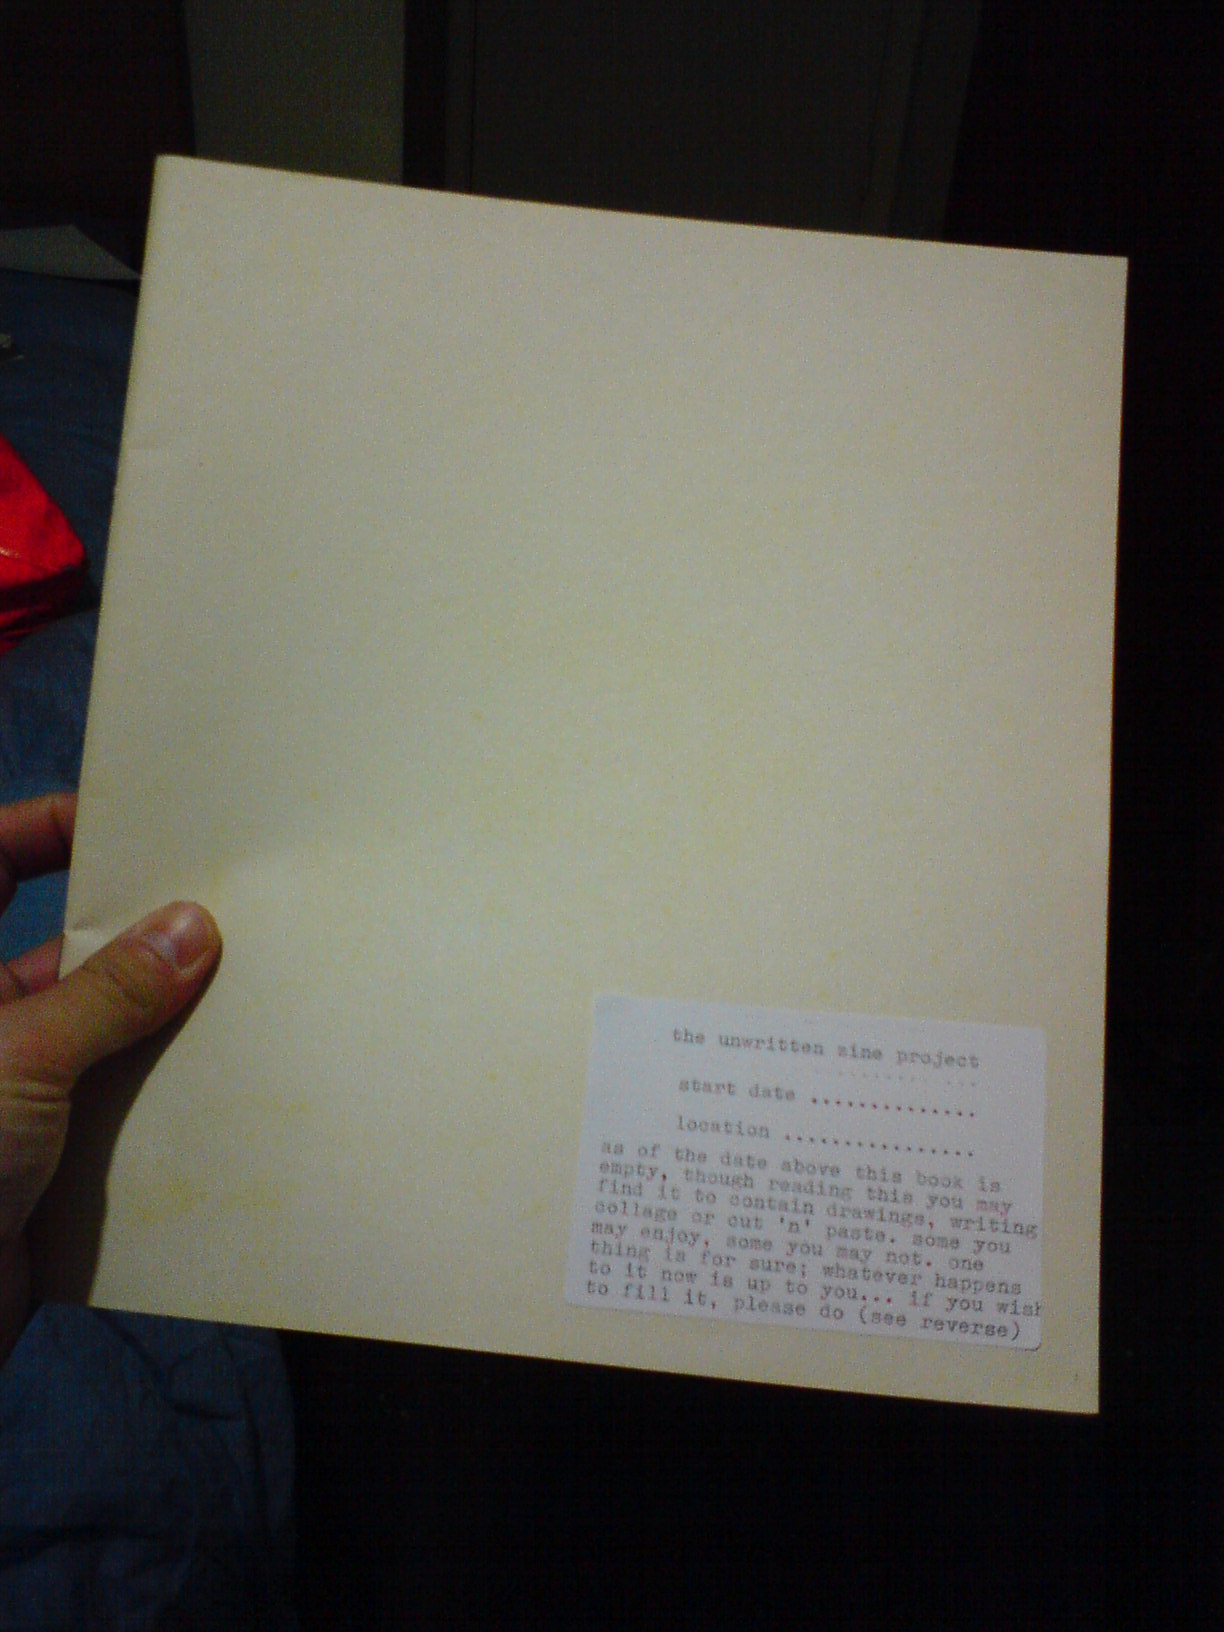 the unwritten zine project
start date ..............
location ................
as of the date above this book is
empty, though reading this you may
find it to contain drawings, writing
collage or cut 'n' paste. some you
may enjoy, some you may not. one
thing is for sure; whatever happens
to it now is up to you... if you wish
to fill it, please do (see reverse)